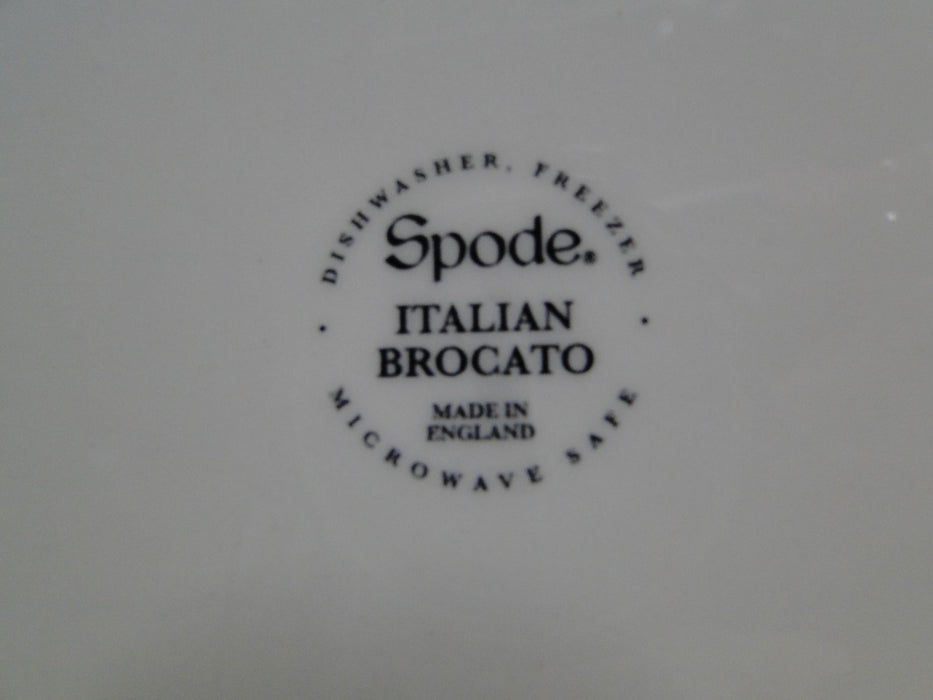 DISHWASHER, FREEZER
Spode®
ITALIAN
BROCATO
MADE IN
ENGLAND
MICROWAVE SAFE